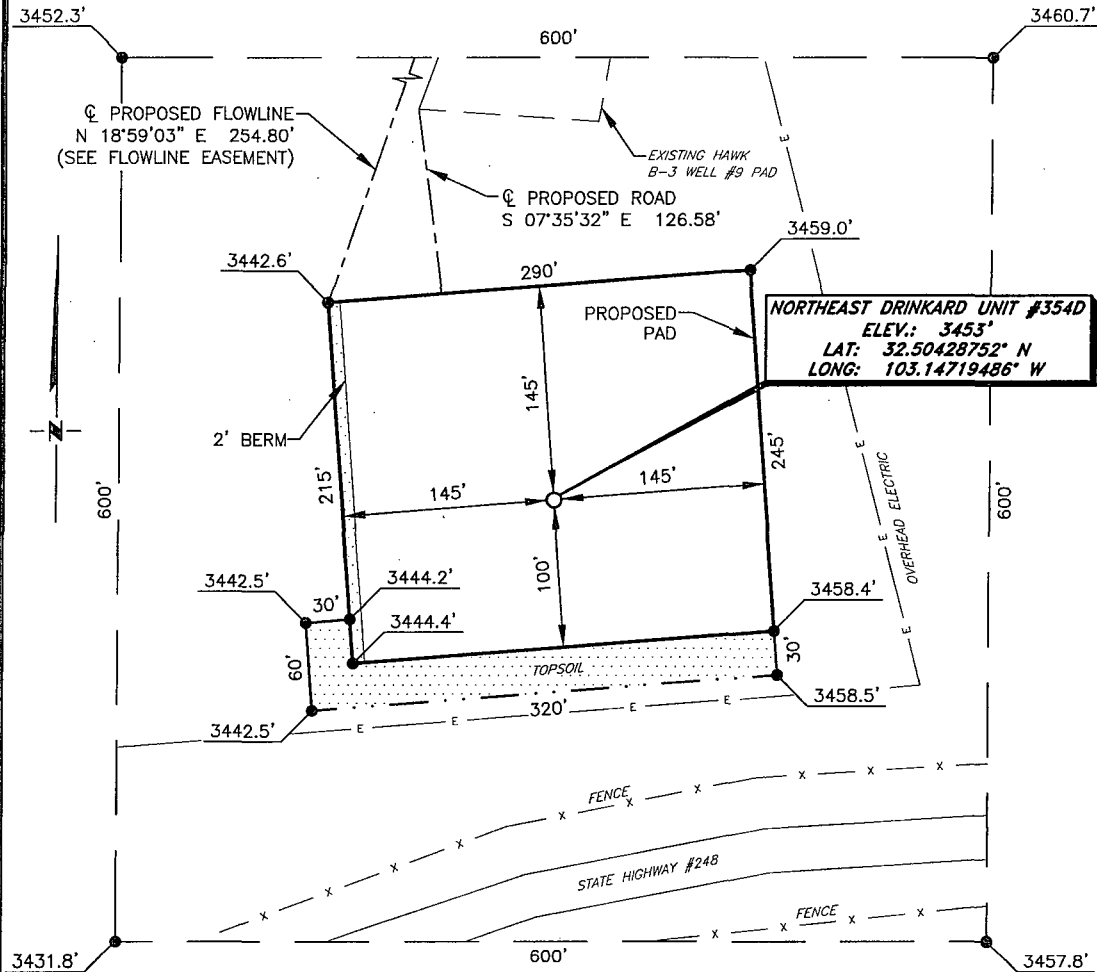 3452.3'
3460.7'
600'
℄ PROPOSED FLOWLINE
N 18°59'03" E 254.80'
(SEE FLOWLINE EASEMENT)
EXISTING HAWK
B-3 WELL #9 PAD
℄ PROPOSED ROAD
S 07°35'32" E 126.58'
3459.0'
3442.6'
290'
PROPOSED
PAD
NORTHEAST DRINKARD UNIT #354D
ELEV.: 3453'
LAT: 32.50428752° N
LONG: 103.14719486° W
N
2' BERM
145'
215'
145'
145'
245'
E
E
E
E
OVERHEAD ELECTRIC
600'
600'
100'
3442.5'
30'
3444.2'
3444.4'
3458.4'
60'
TOPSOIL
30'
3458.5'
3442.5'
320'
E
E
E
E
E
X
FENCE
X
X
X
X
X
X
X
X
X
STATE HIGHWAY #248
FENCE
X
X
X
X
3431.8'
600'
3457.8'